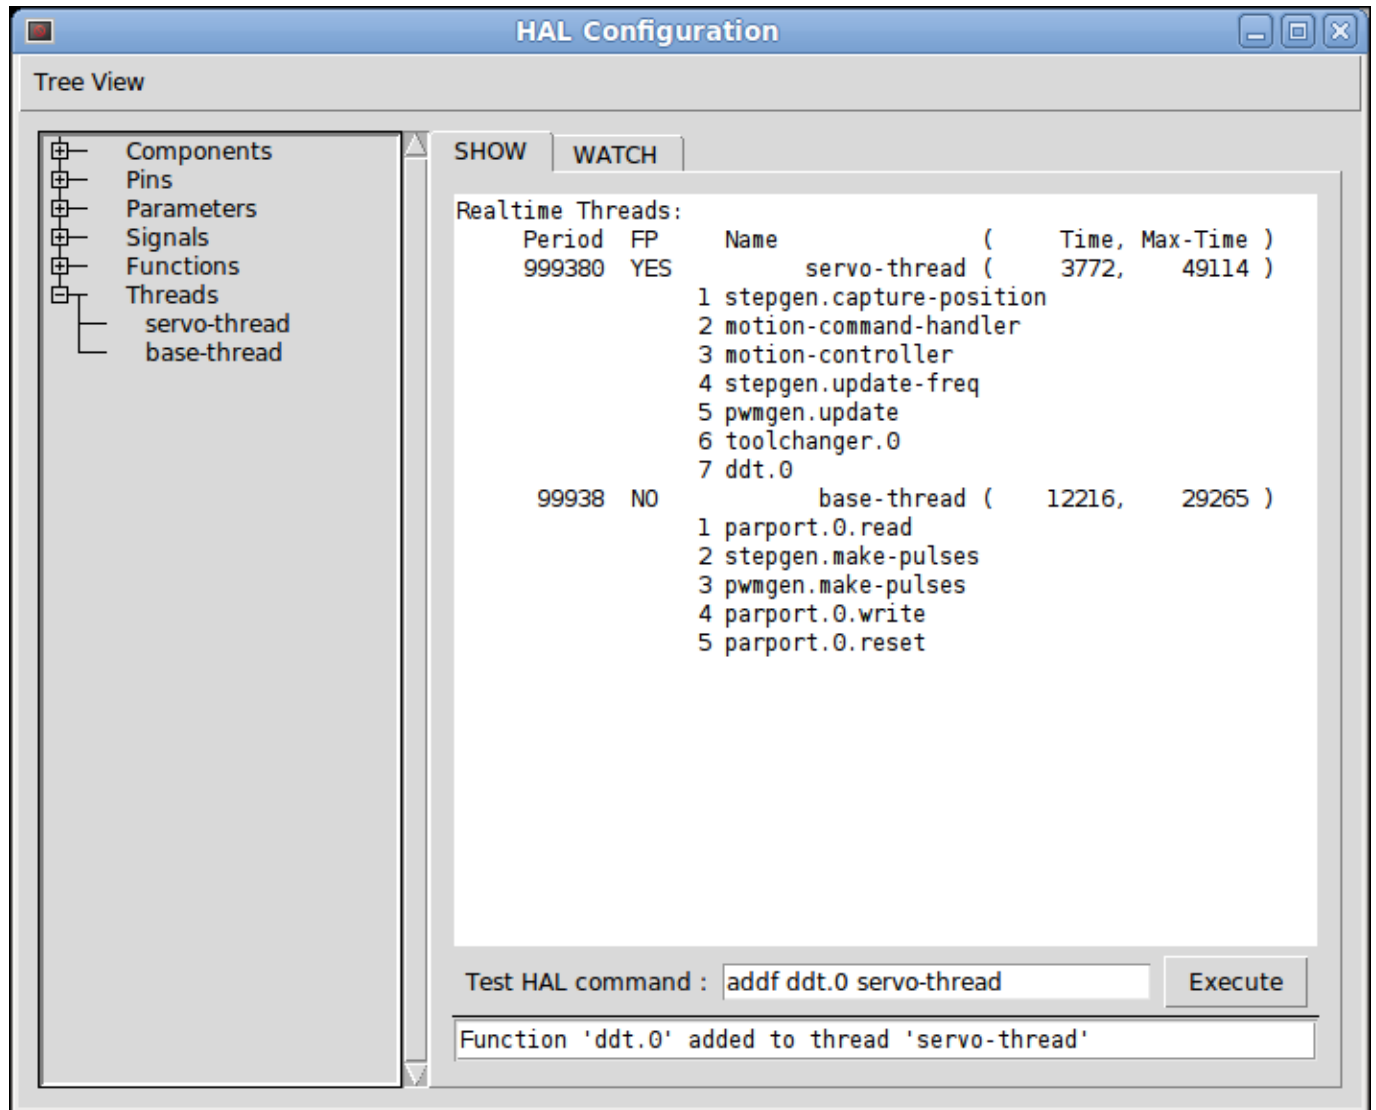 HAL Configuration
Tree View
Components
Pins
Parameters
Signals
Functions
Threads
servo-thread
base-thread
SHOW WATCH
Realtime Threads:
Period FP Name ( Time, Max-Time )
999380 YES servo-thread ( 3772, 49114 )
1 stepgen.capture-position
2 motion-command-handler
3 motion-controller
4 stepgen.update-freq
5 pwmgen.update
6 toolchanger.0
7 ddt.0
99938 NO base-thread ( 12216, 29265 )
1 parport.0.read
2 stepgen.make-pulses
3 pwmgen.make-pulses
4 parport.0.write
5 parport.0.reset
Test HAL command : addf ddt.0 servo-thread Execute
Function 'ddt.0' added to thread 'servo-thread'